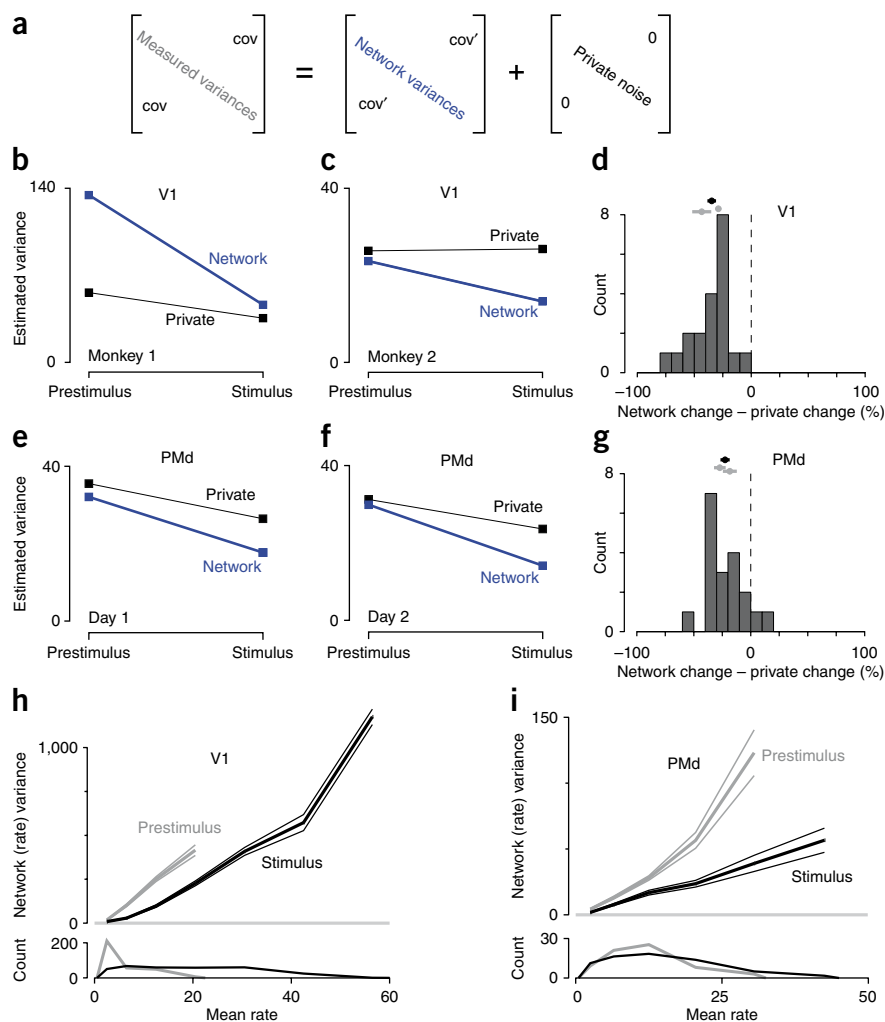 a
Measured variances
cov
cov
=
Network variances
cov′
cov′
+
Private noise
0
0
b
140
V1
Estimated variance
Network
Private
0
Monkey 1
Prestimulus
Stimulus
c
40
V1
Private
Network
0
Monkey 2
Prestimulus
Stimulus
d
8
V1
Count
0
–100
0
100
Network change – private change (%)
e
40
PMd
Estimated variance
Private
Network
0
Day 1
Prestimulus
Stimulus
f
40
PMd
Private
Network
0
Day 2
Prestimulus
Stimulus
g
8
PMd
Count
0
–100
0
100
Network change – private change (%)
h
1,000
V1
Network (rate) variance
Prestimulus
Stimulus
0
200
Count
0
0
20
40
60
Mean rate
i
150
PMd
Network (rate) variance
Prestimulus
Stimulus
0
30
Count
0
0
25
50
Mean rate